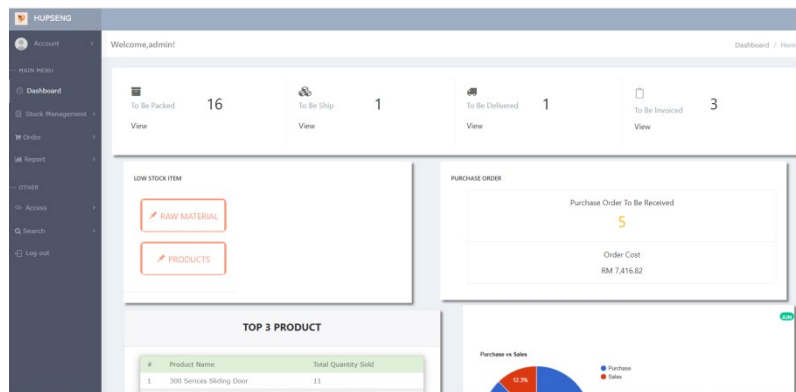 HUPSENG
Account
MAIN MENU
Dashboard
Stock Management
Order
Report
OTHER
Access
Search
Log out
Welcome,admin!
Dashboard / Home
To Be Packed 16
View
To Be Ship 1
View
To Be Delivered 1
View
To Be Invoiced 3
View
LOW STOCK ITEM
RAW MATERIAL
PRODUCTS
PURCHASE ORDER
Purchase Order To Be Received
5
Order Cost
RM 7,416.82
TOP 3 PRODUCT
# Product Name Total Quantity Sold
1 300 Serices Sliding Door 11
JUN
Purchase vs Sales
Purchase
Sales
12.3%